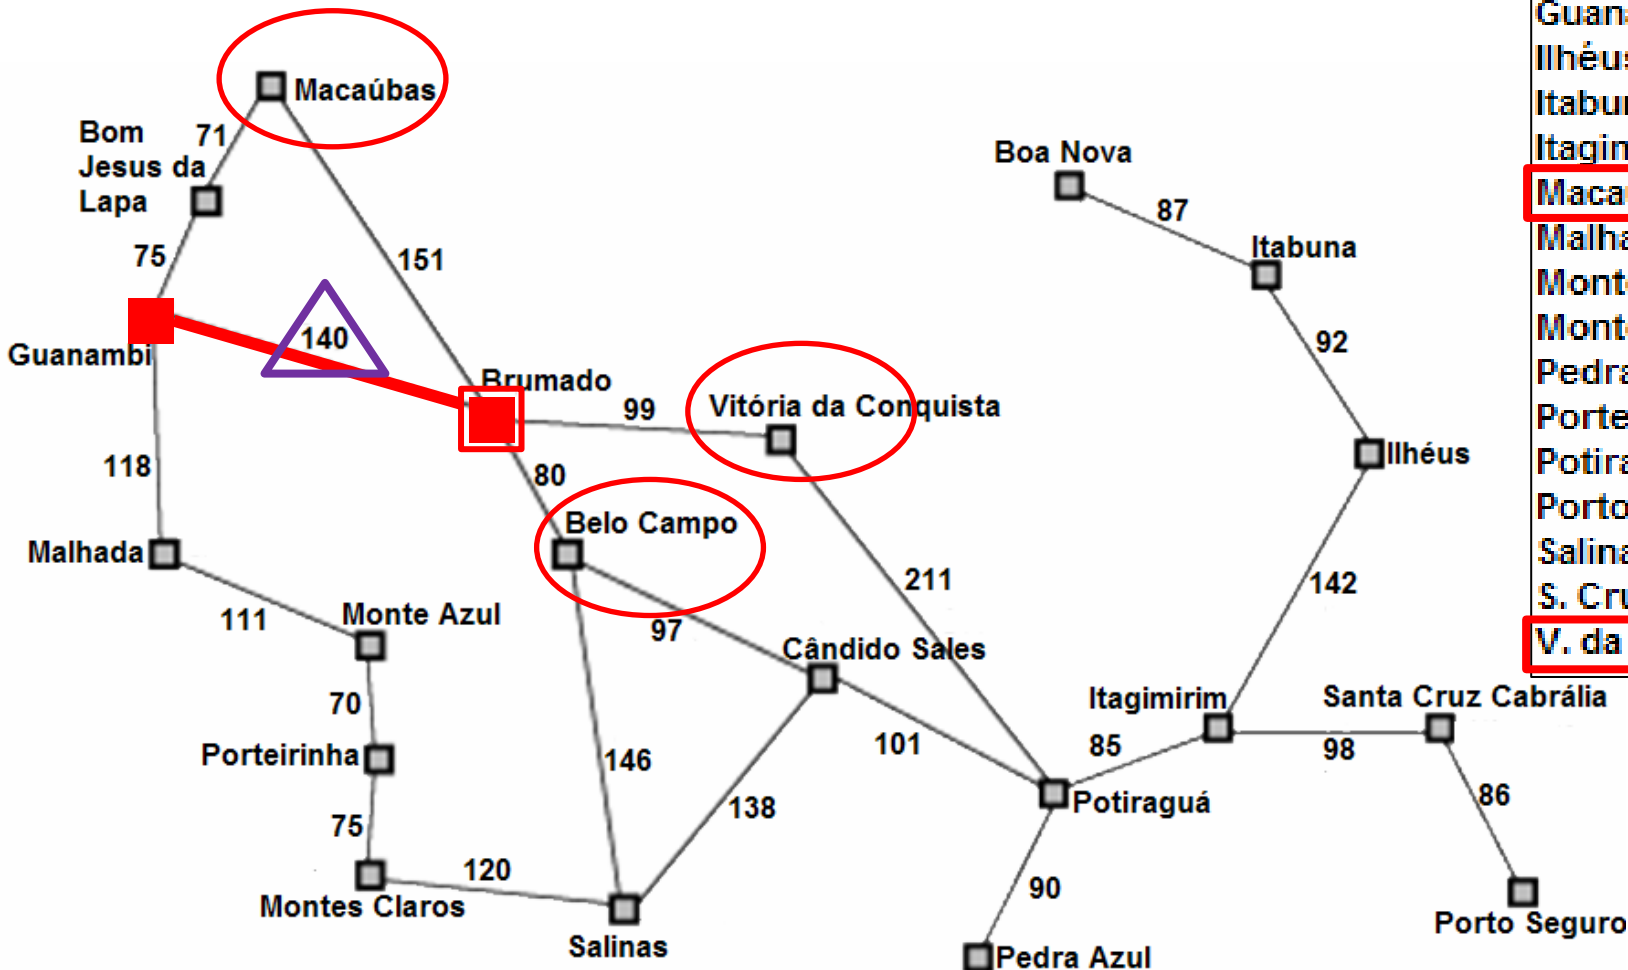 Macaúbas
Bom
Jesus da
Lapa
71
75
151
140
Guanambi
Brumado
99
Vitória da Conquista
80
Belo Campo
118
Malhada
111
Monte Azul
70
Porteirinha
75
Montes Claros
120
Salinas
146
138
97
Cândido Sales
101
211
Boa Nova
87
Itabuna
92
Ilhéus
142
Itagimirim
85
98
Santa Cruz Cabrália
86
Porto Seguro
Potiraguá
90
Pedra Azul
Ilhéus
V. da